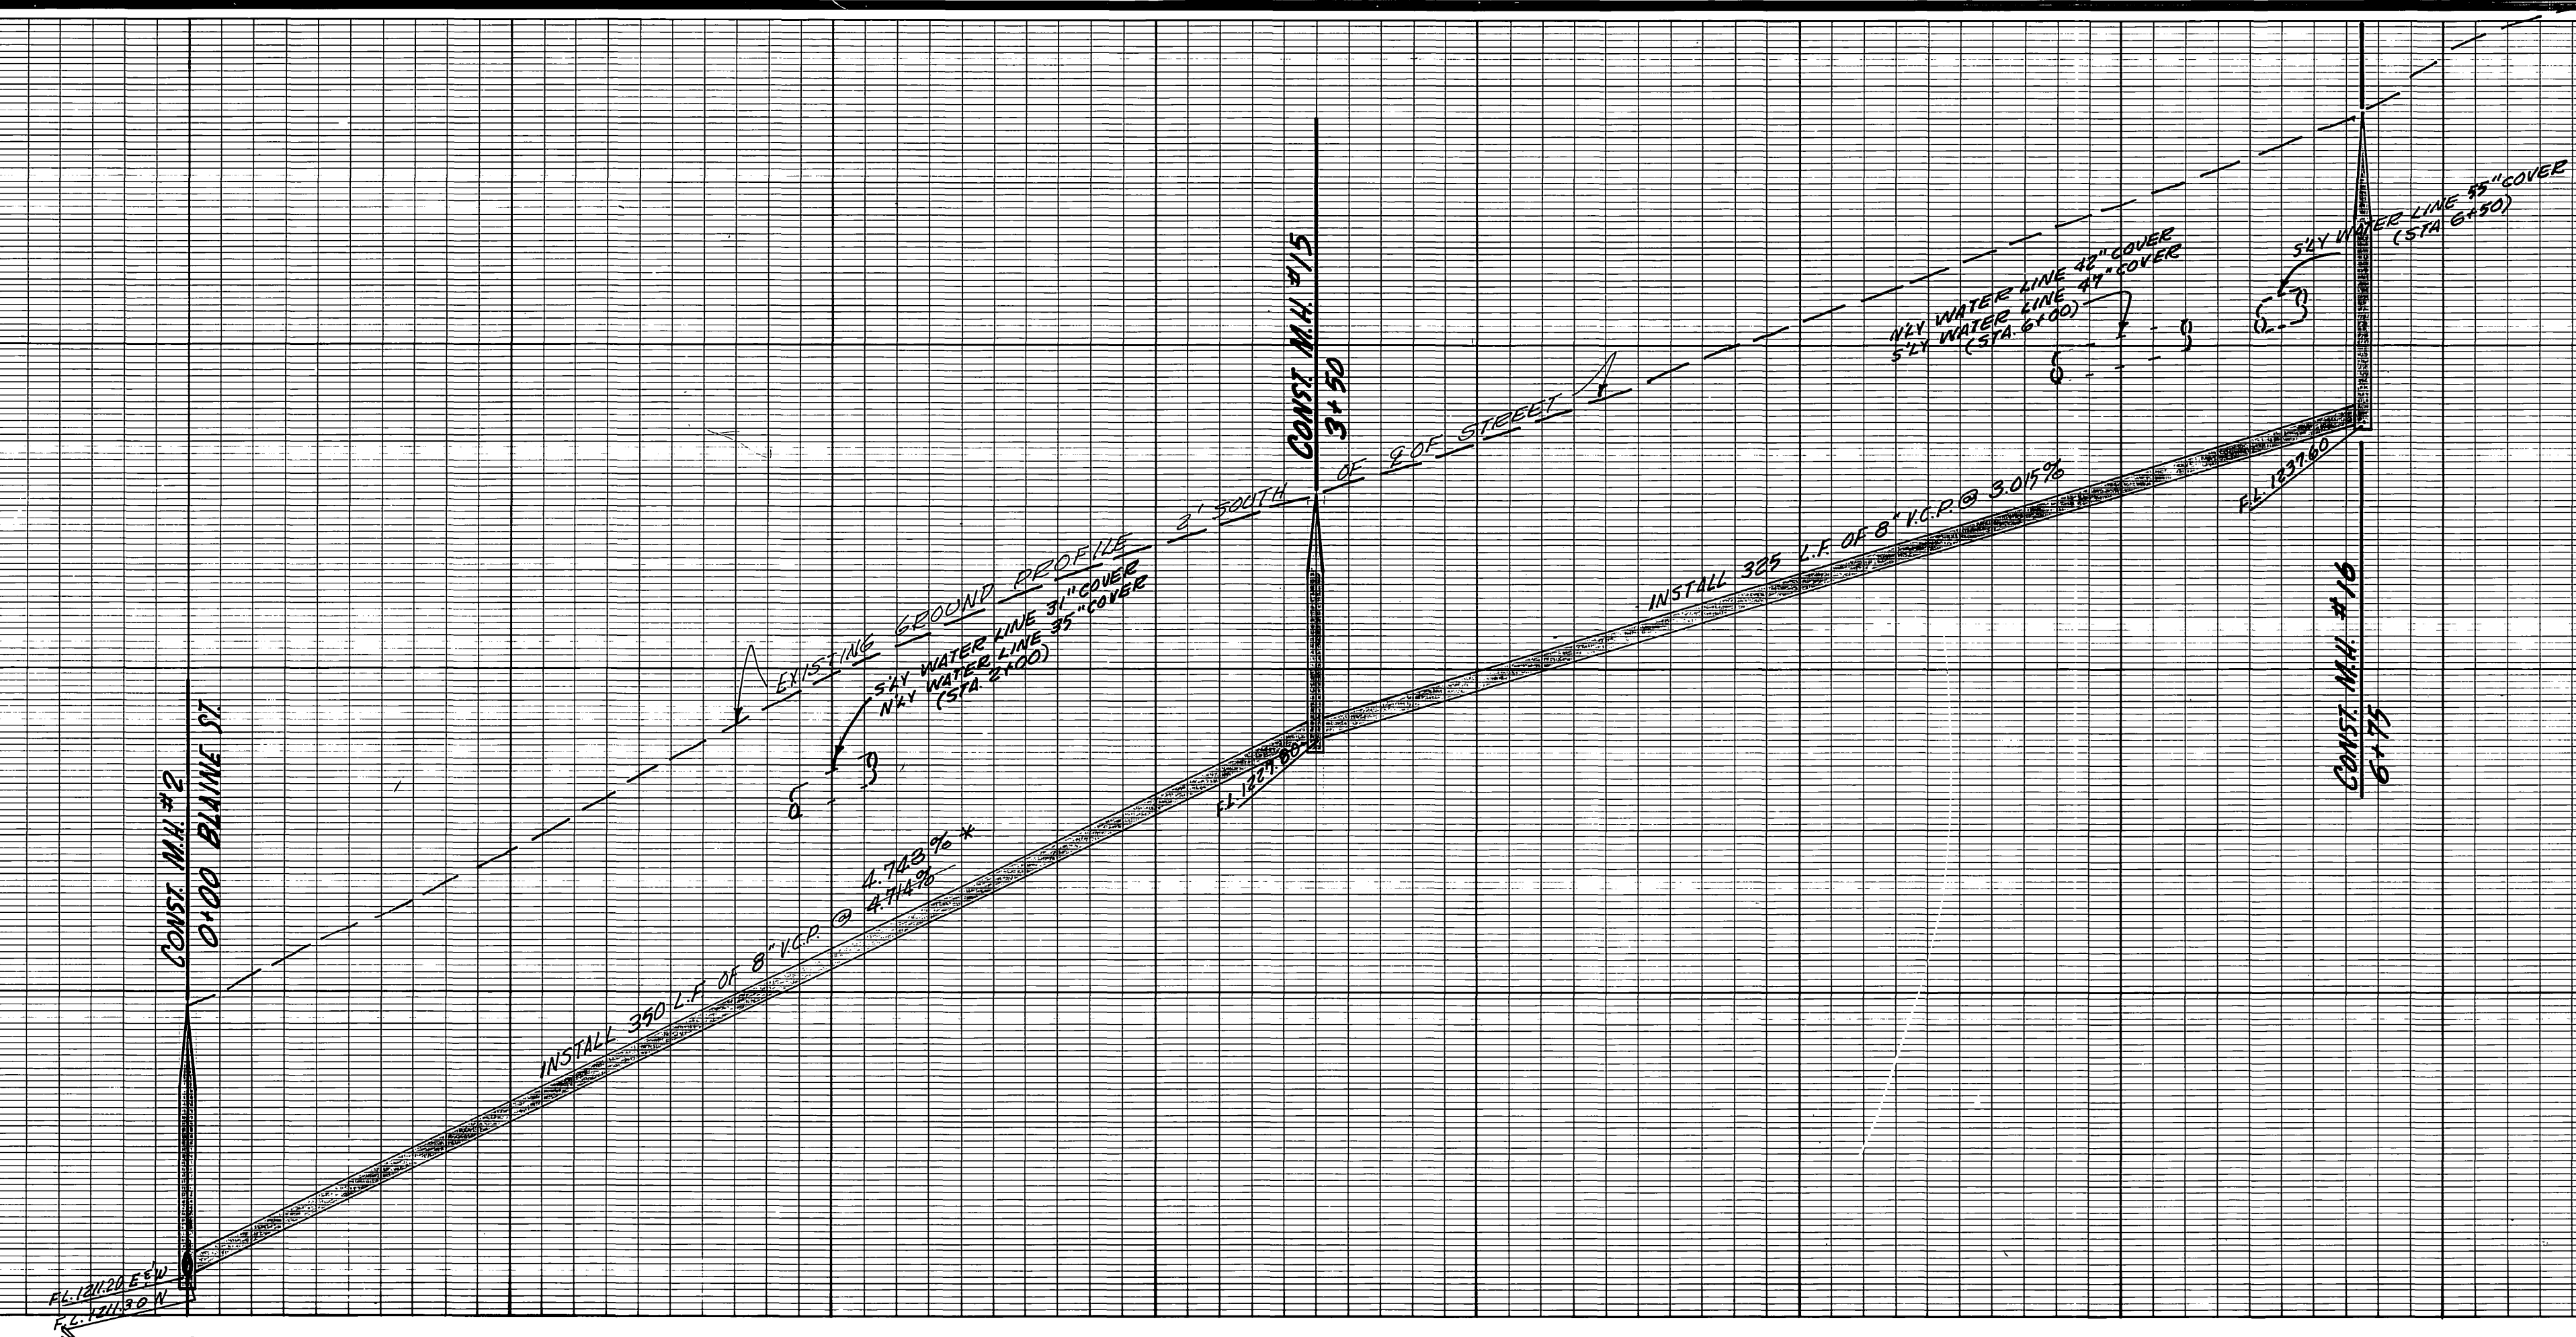 CONST. M.H. #2
0+00 BLAINE ST.
F.L. 1211.20 E & W
F.L. 1211.30 N
INSTALL 350 L.F. OF 8" V.C.P. @ 4.714%
4.743 % *
EXISTING GROUND PROFILE 2' SOUTH OF ℄ OF STREET
S'LY WATER LINE 31" COVER
N'LY WATER LINE 35" COVER
(STA. 2+00)
CONST. M.H. #15
3+50
F.L. 1227.80
INSTALL 325 L.F. OF 8" V.C.P. @ 3.015%
N'LY WATER LINE 42" COVER
S'LY WATER LINE 47" COVER
(STA. 6+00)
S'LY WATER LINE 55" COVER
(STA 6+50)
F.L. 1237.60
CONST. M.H. #16
6+75